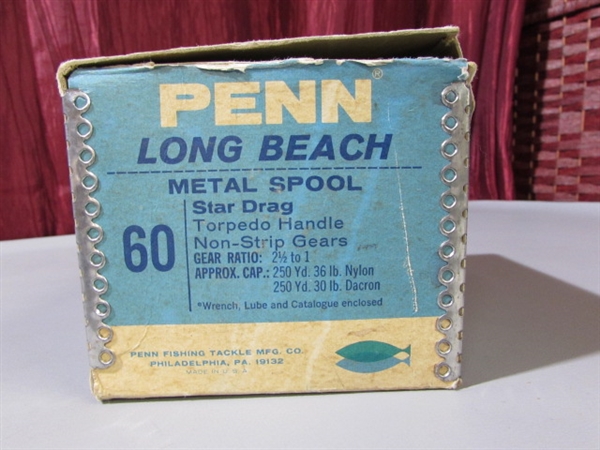 PENN®
LONG BEACH
METAL SPOOL
60
Star Drag
Torpedo Handle
Non-Strip Gears
GEAR RATIO: 2½ to 1
APPROX. CAP.: 250 Yd. 36 lb. Nylon
250 Yd. 30 lb. Dacron
*Wrench, Lube and Catalogue enclosed
PENN FISHING TACKLE MFG. CO.
PHILADELPHIA, PA. 19132
MADE IN U.S.A.